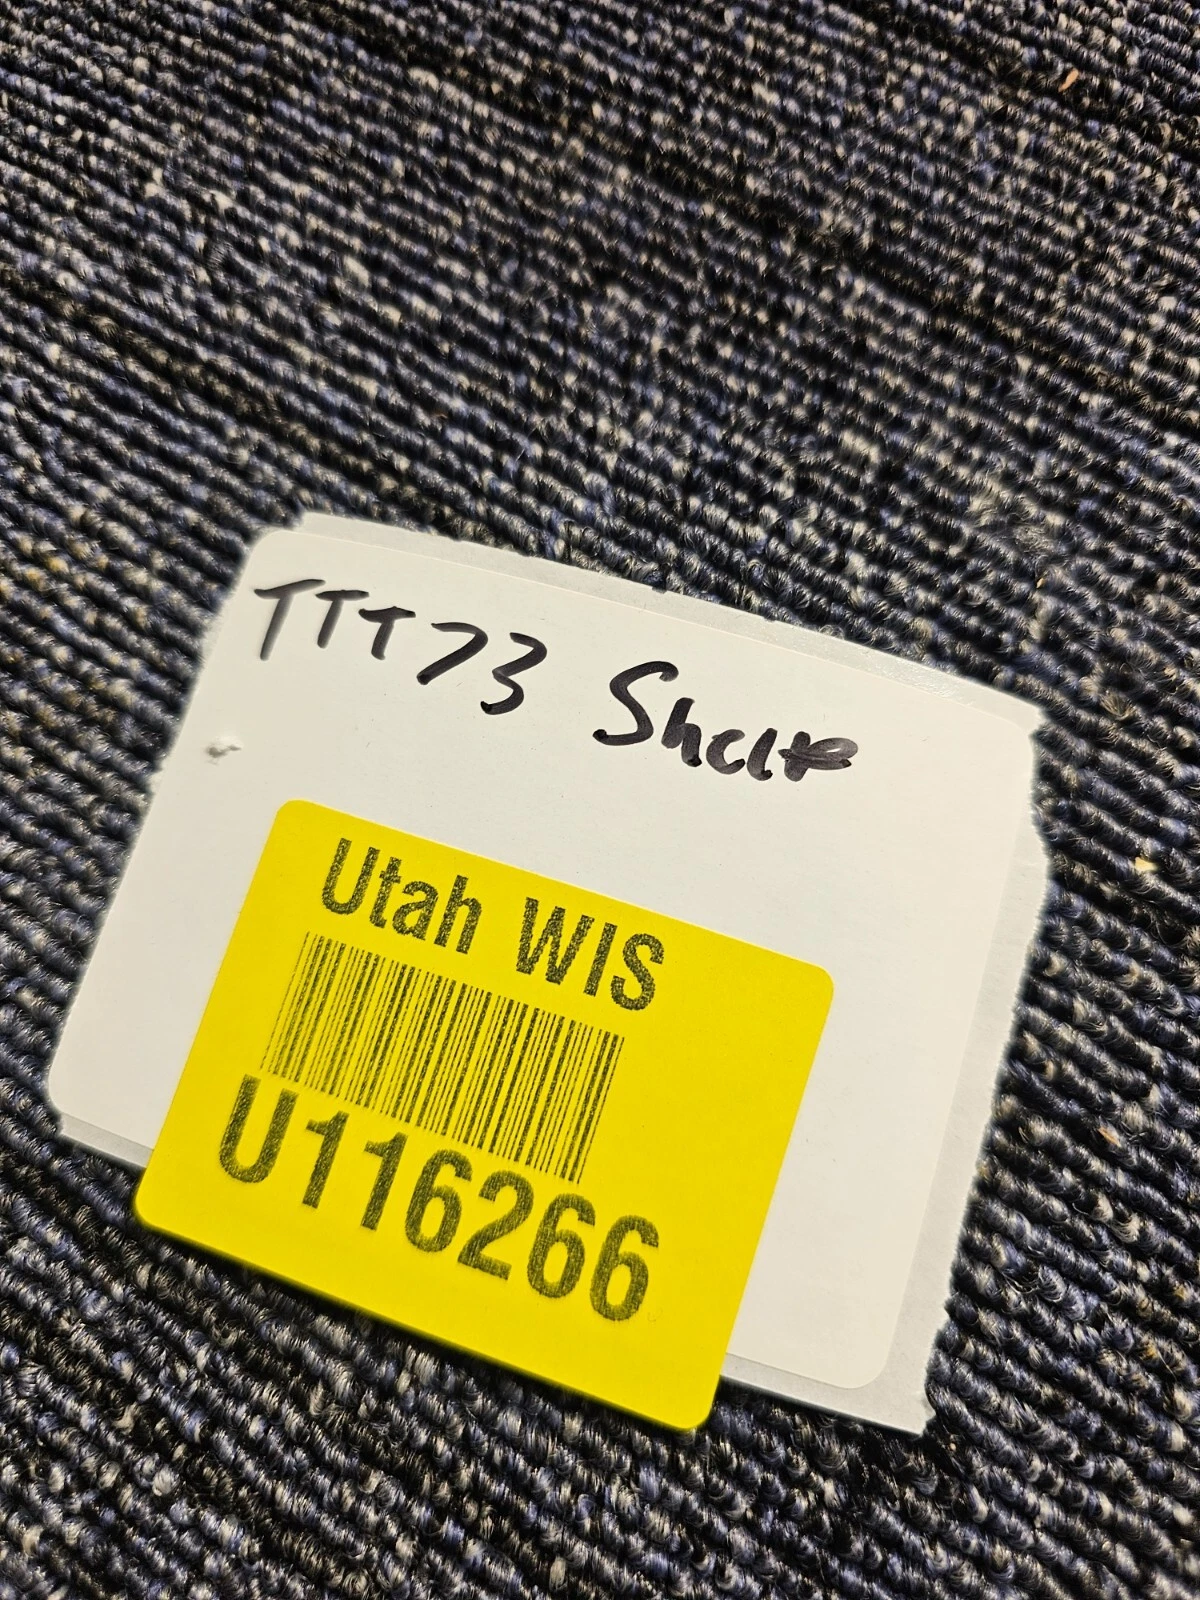 TTT73 Shelf
Utah WIS
U116266